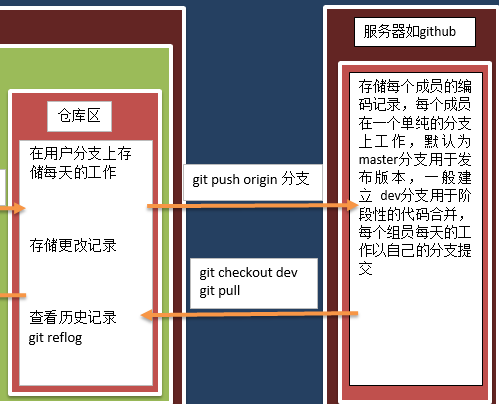 服务器如github
仓库区
在用户分支上存
储每天的工作
存储更改记录
查看历史记录
git reflog
git push origin 分支
git checkout dev
git pull
存储每个成员的编
码记录，每个成员
在一个单纯的分支
上工作，默认为
master分支用于发
布版本，一般建
立 dev分支用于阶
段性的代码合并，
每个组员每天的工
作以自己的分支提
交